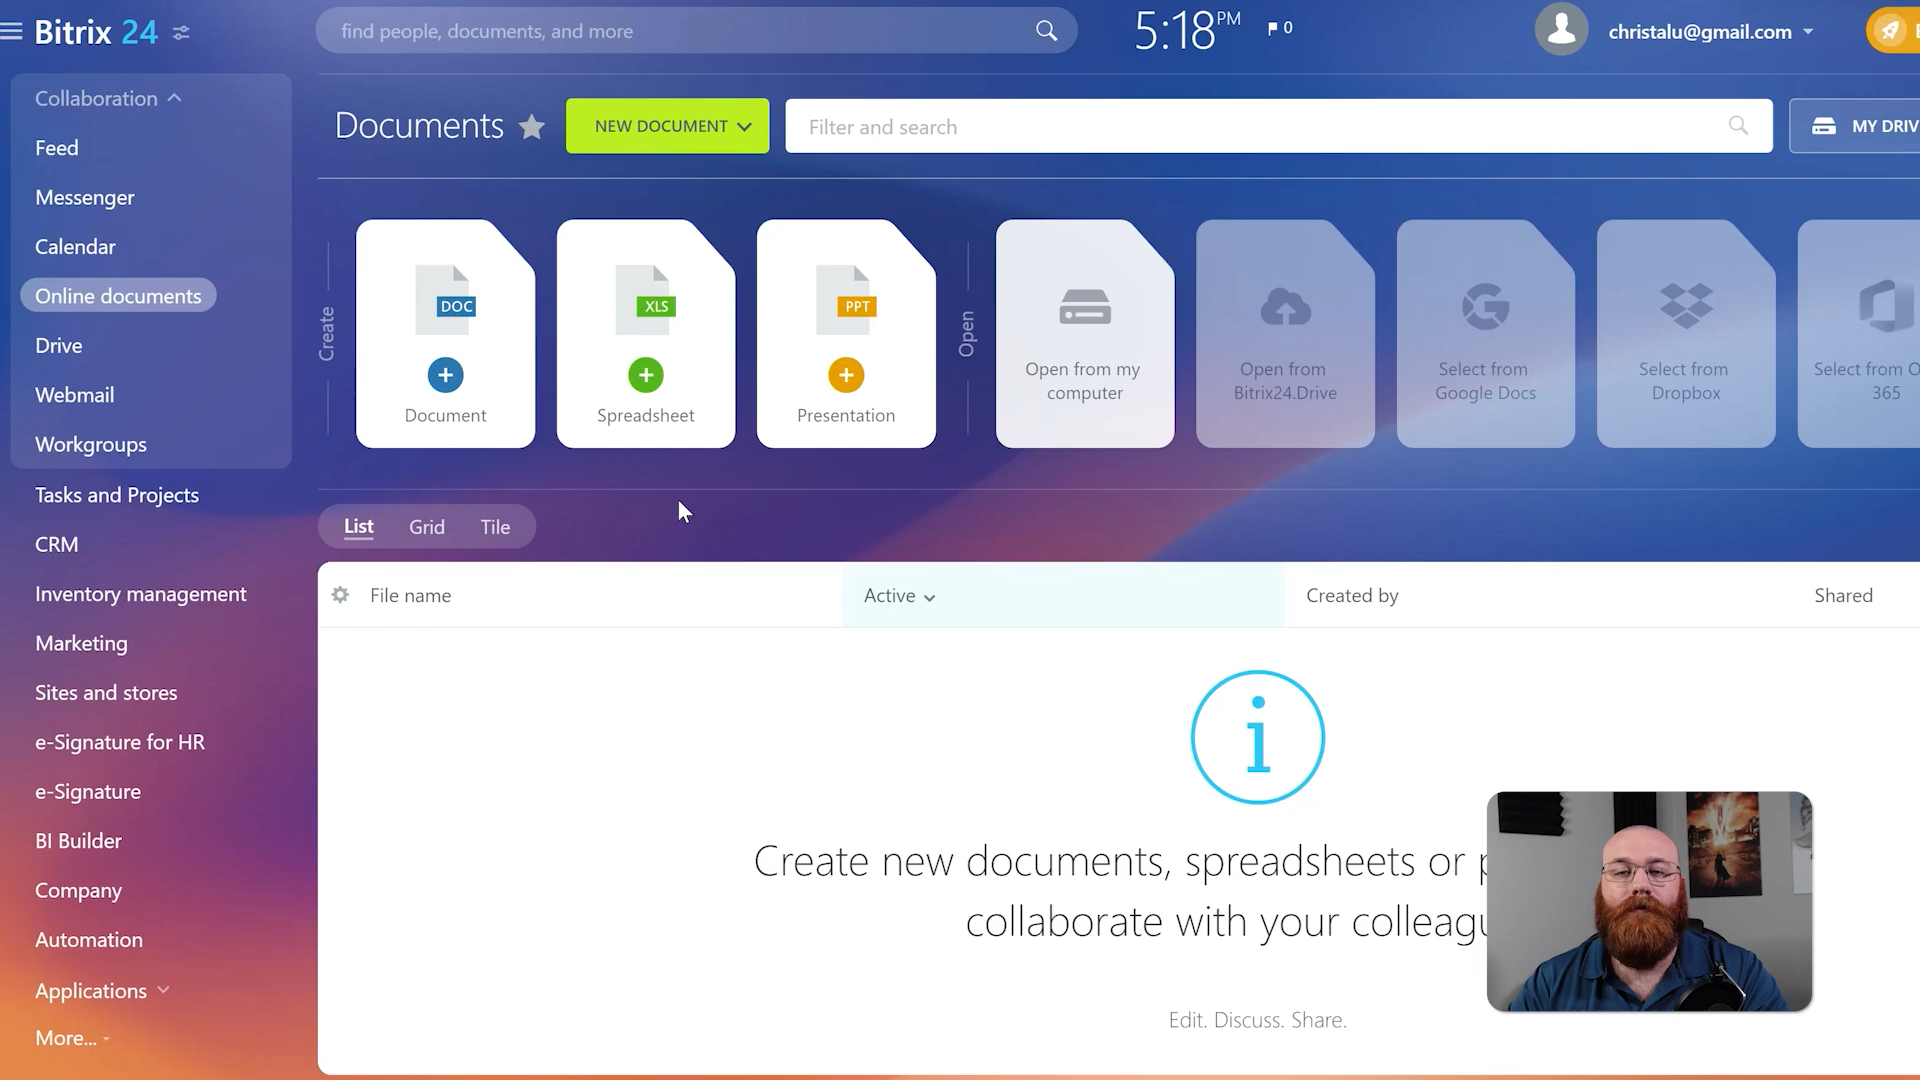 Bitrix 24
find people, documents, and more
5:18 PM
0
christalu@gmail.com
Collaboration
Feed
Messenger
Calendar
Online documents
Drive
Webmail
Workgroups
Tasks and Projects
CRM
Inventory management
Marketing
Sites and stores
e-Signature for HR
e-Signature
BI Builder
Company
Automation
Applications
More...
Documents
NEW DOCUMENT
Filter and search
MY DRIV
Create
DOC
Document
XLS
Spreadsheet
PPT
Presentation
Open
Open from my
computer
Open from
Bitrix24.Drive
Select from
Google Docs
Select from
Dropbox
Select from O
365
List
Grid
Tile
File name
Active
Created by
Shared
Create new documents, spreadsheets or p
collaborate with your colleagu
Edit. Discuss. Share.